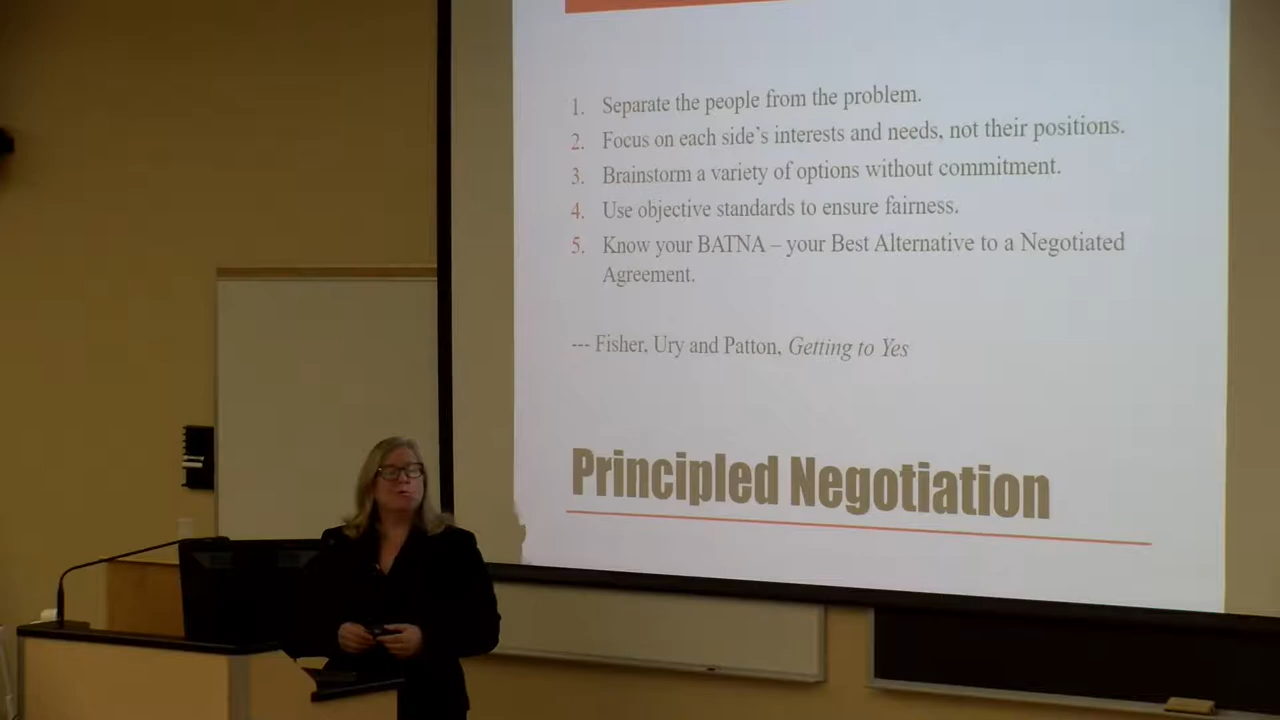 1. Separate the people from the problem.
2. Focus on each side's interests and needs, not their positions.
3. Brainstorm a variety of options without commitment.
4. Use objective standards to ensure fairness.
5. Know your BATNA – your Best Alternative to a Negotiated
Agreement.
--- Fisher, Ury and Patton, Getting to Yes
Principled Negotiation